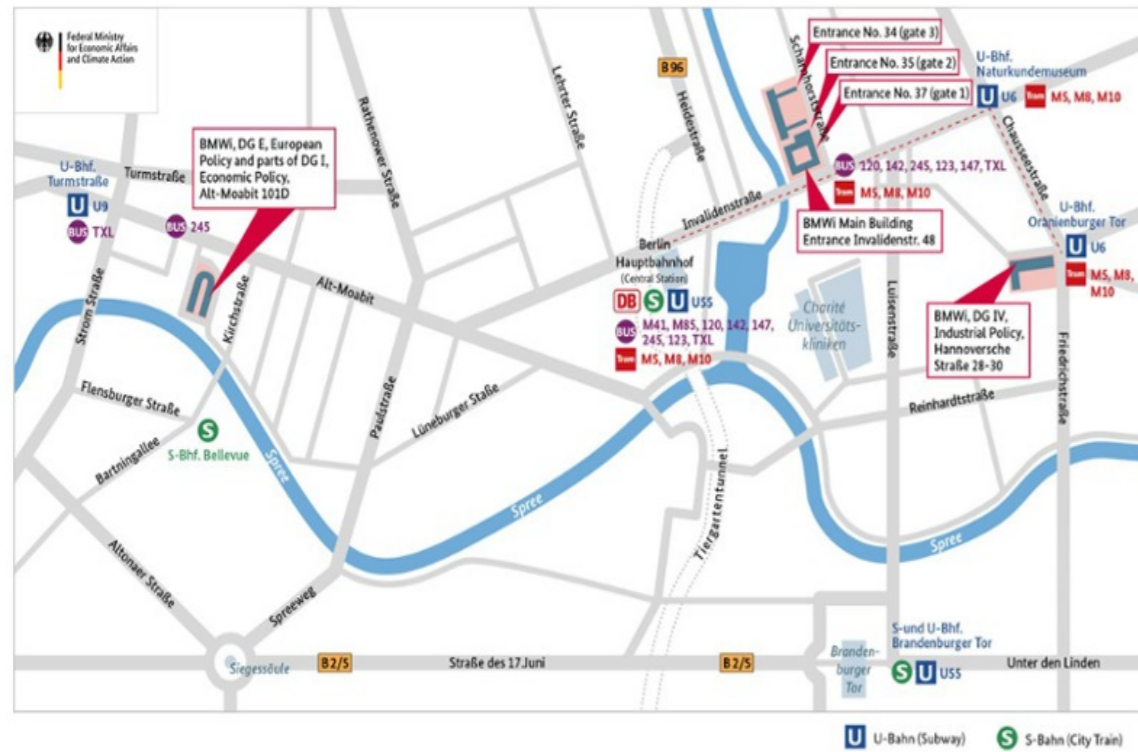 Federal Ministry
for Economic Affairs
and Climate Action
Entrance No. 34 (gate 3)
Entrance No. 35 (gate 2)
Entrance No. 37 (gate 1)
Scharnhorststraße
B 96
Heidestraße
Lehrter Straße
Rathenower Straße
U-Bhf.
Naturkundemuseum
U U6 Tram M5, M8, M10
Chausseestraße
BMWi, DG E, European
Policy and parts of DG I,
Economic Policy,
Alt-Moabit 101D
U-Bhf.
Turmstraße
U U9
BUS TXL
Turmstraße
BUS 245
BUS 120, 142, 245, 123, 147, TXL
Tram M5, M8, M10
Invalidenstraße
BMWi Main Building
Entrance Invalidenstr. 48
U-Bhf.
Oranienburger Tor
U U6
Tram M5, M8,
M10
Berlin
Hauptbahnhof
(Central Station)
DB S U U55
BUS M41, M85, 120, 142, 147,
245, 123, TXL
Tram M5, M8, M10
Alt-Moabit
Strom Straße
Kirchstraße
Charité
Universitäts-
kliniken
Luisenstraße
BMWi, DG IV,
Industrial Policy,
Hannoversche
Straße 28-30
Friedrichstraße
Reinhardtstraße
Flensburger Straße
Bartningallee
S
S-Bhf. Bellevue
Paulstraße
Lüneburger Staße
Spree
Spree
Spree
Tiergartentunnel
Altonaer Straße
Spreeweg
Siegessäule
B 2/5
Straße des 17.Juni
B 2/5
Branden-
burger
Tor
S-und U-Bhf.
Brandenburger Tor
S U U55
Unter den Linden
U U-Bahn (Subway) S S-Bahn (City Train)